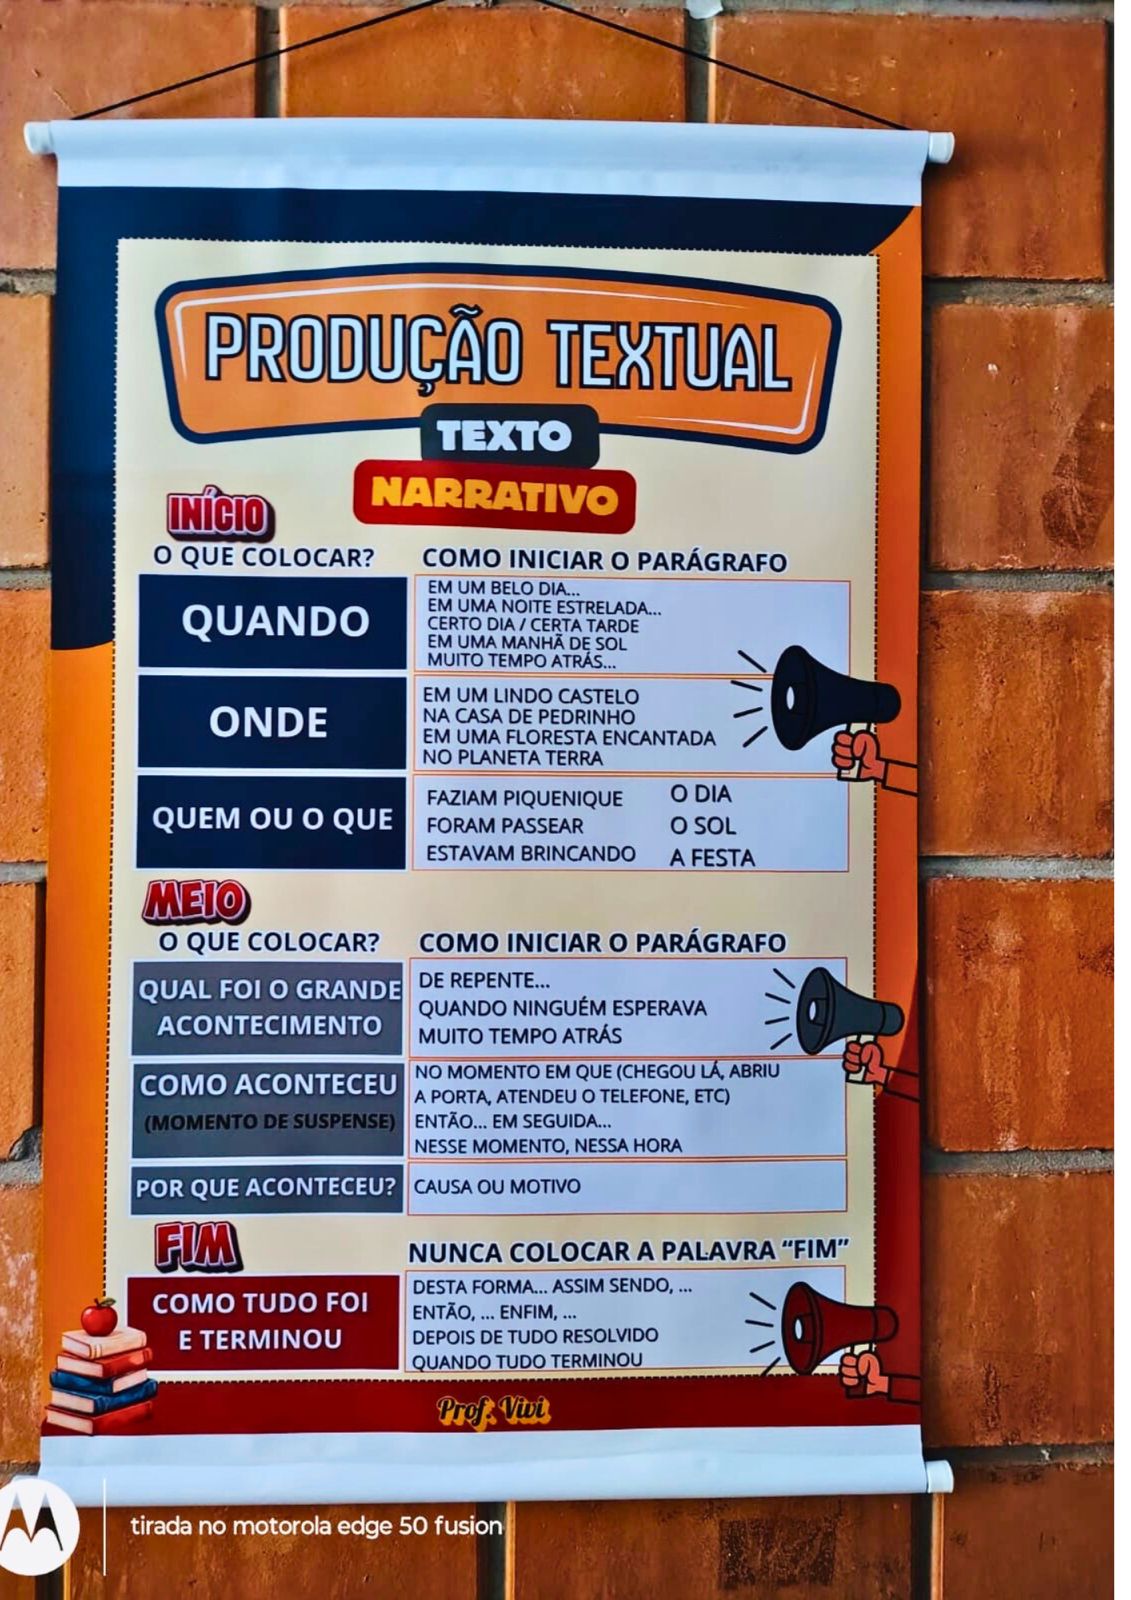 PRODUÇÃO TEXTUAL
TEXTO
NARRATIVO
INÍCIO
O QUE COLOCAR?
COMO INICIAR O PARÁGRAFO
QUANDO
EM UM BELO DIA...
EM UMA NOITE ESTRELADA...
CERTO DIA / CERTA TARDE
EM UMA MANHÃ DE SOL
MUITO TEMPO ATRÁS...
ONDE
EM UM LINDO CASTELO
NA CASA DE PEDRINHO
EM UMA FLORESTA ENCANTADA
NO PLANETA TERRA
QUEM OU O QUE
FAZIAM PIQUENIQUE O DIA
FORAM PASSEAR O SOL
ESTAVAM BRINCANDO A FESTA
MEIO
O QUE COLOCAR?
COMO INICIAR O PARÁGRAFO
QUAL FOI O GRANDE
ACONTECIMENTO
DE REPENTE...
QUANDO NINGUÉM ESPERAVA
MUITO TEMPO ATRÁS
COMO ACONTECEU
(MOMENTO DE SUSPENSE)
NO MOMENTO EM QUE (CHEGOU LÁ, ABRIU
A PORTA, ATENDEU O TELEFONE, ETC)
ENTÃO... EM SEGUIDA...
NESSE MOMENTO, NESSA HORA
POR QUE ACONTECEU?
CAUSA OU MOTIVO
FIM
NUNCA COLOCAR A PALAVRA “FIM”
COMO TUDO FOI
E TERMINOU
DESTA FORMA... ASSIM SENDO, ...
ENTÃO, ... ENFIM, ...
DEPOIS DE TUDO RESOLVIDO
QUANDO TUDO TERMINOU
Prof. Vivi
tirada no motorola edge 50 fusion